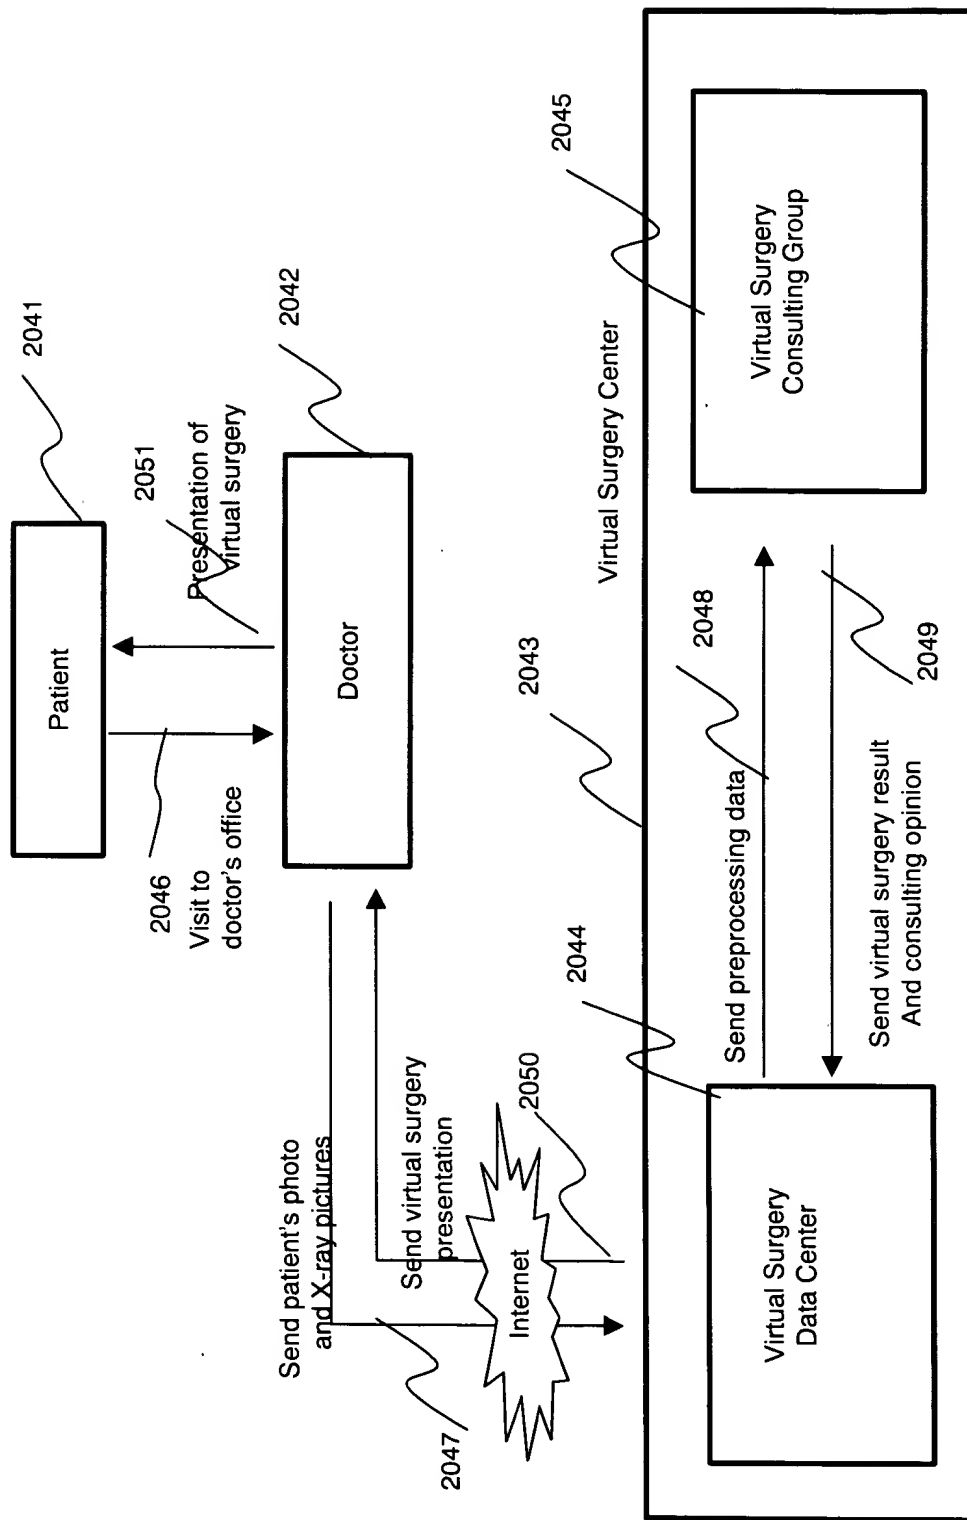 Patient
2041
2046
Visit to
doctor's office
2051
Presentation of
virtual surgery
Doctor
2042
Send patient's photo
and X-ray pictures
2047
Send virtual surgery
presentation
Internet
2050
2043
Virtual Surgery Center
2044
Virtual Surgery
Data Center
Send preprocessing data
2048
2049
Send virtual surgery result
And consulting opinion
2045
Virtual Surgery
Consulting Group